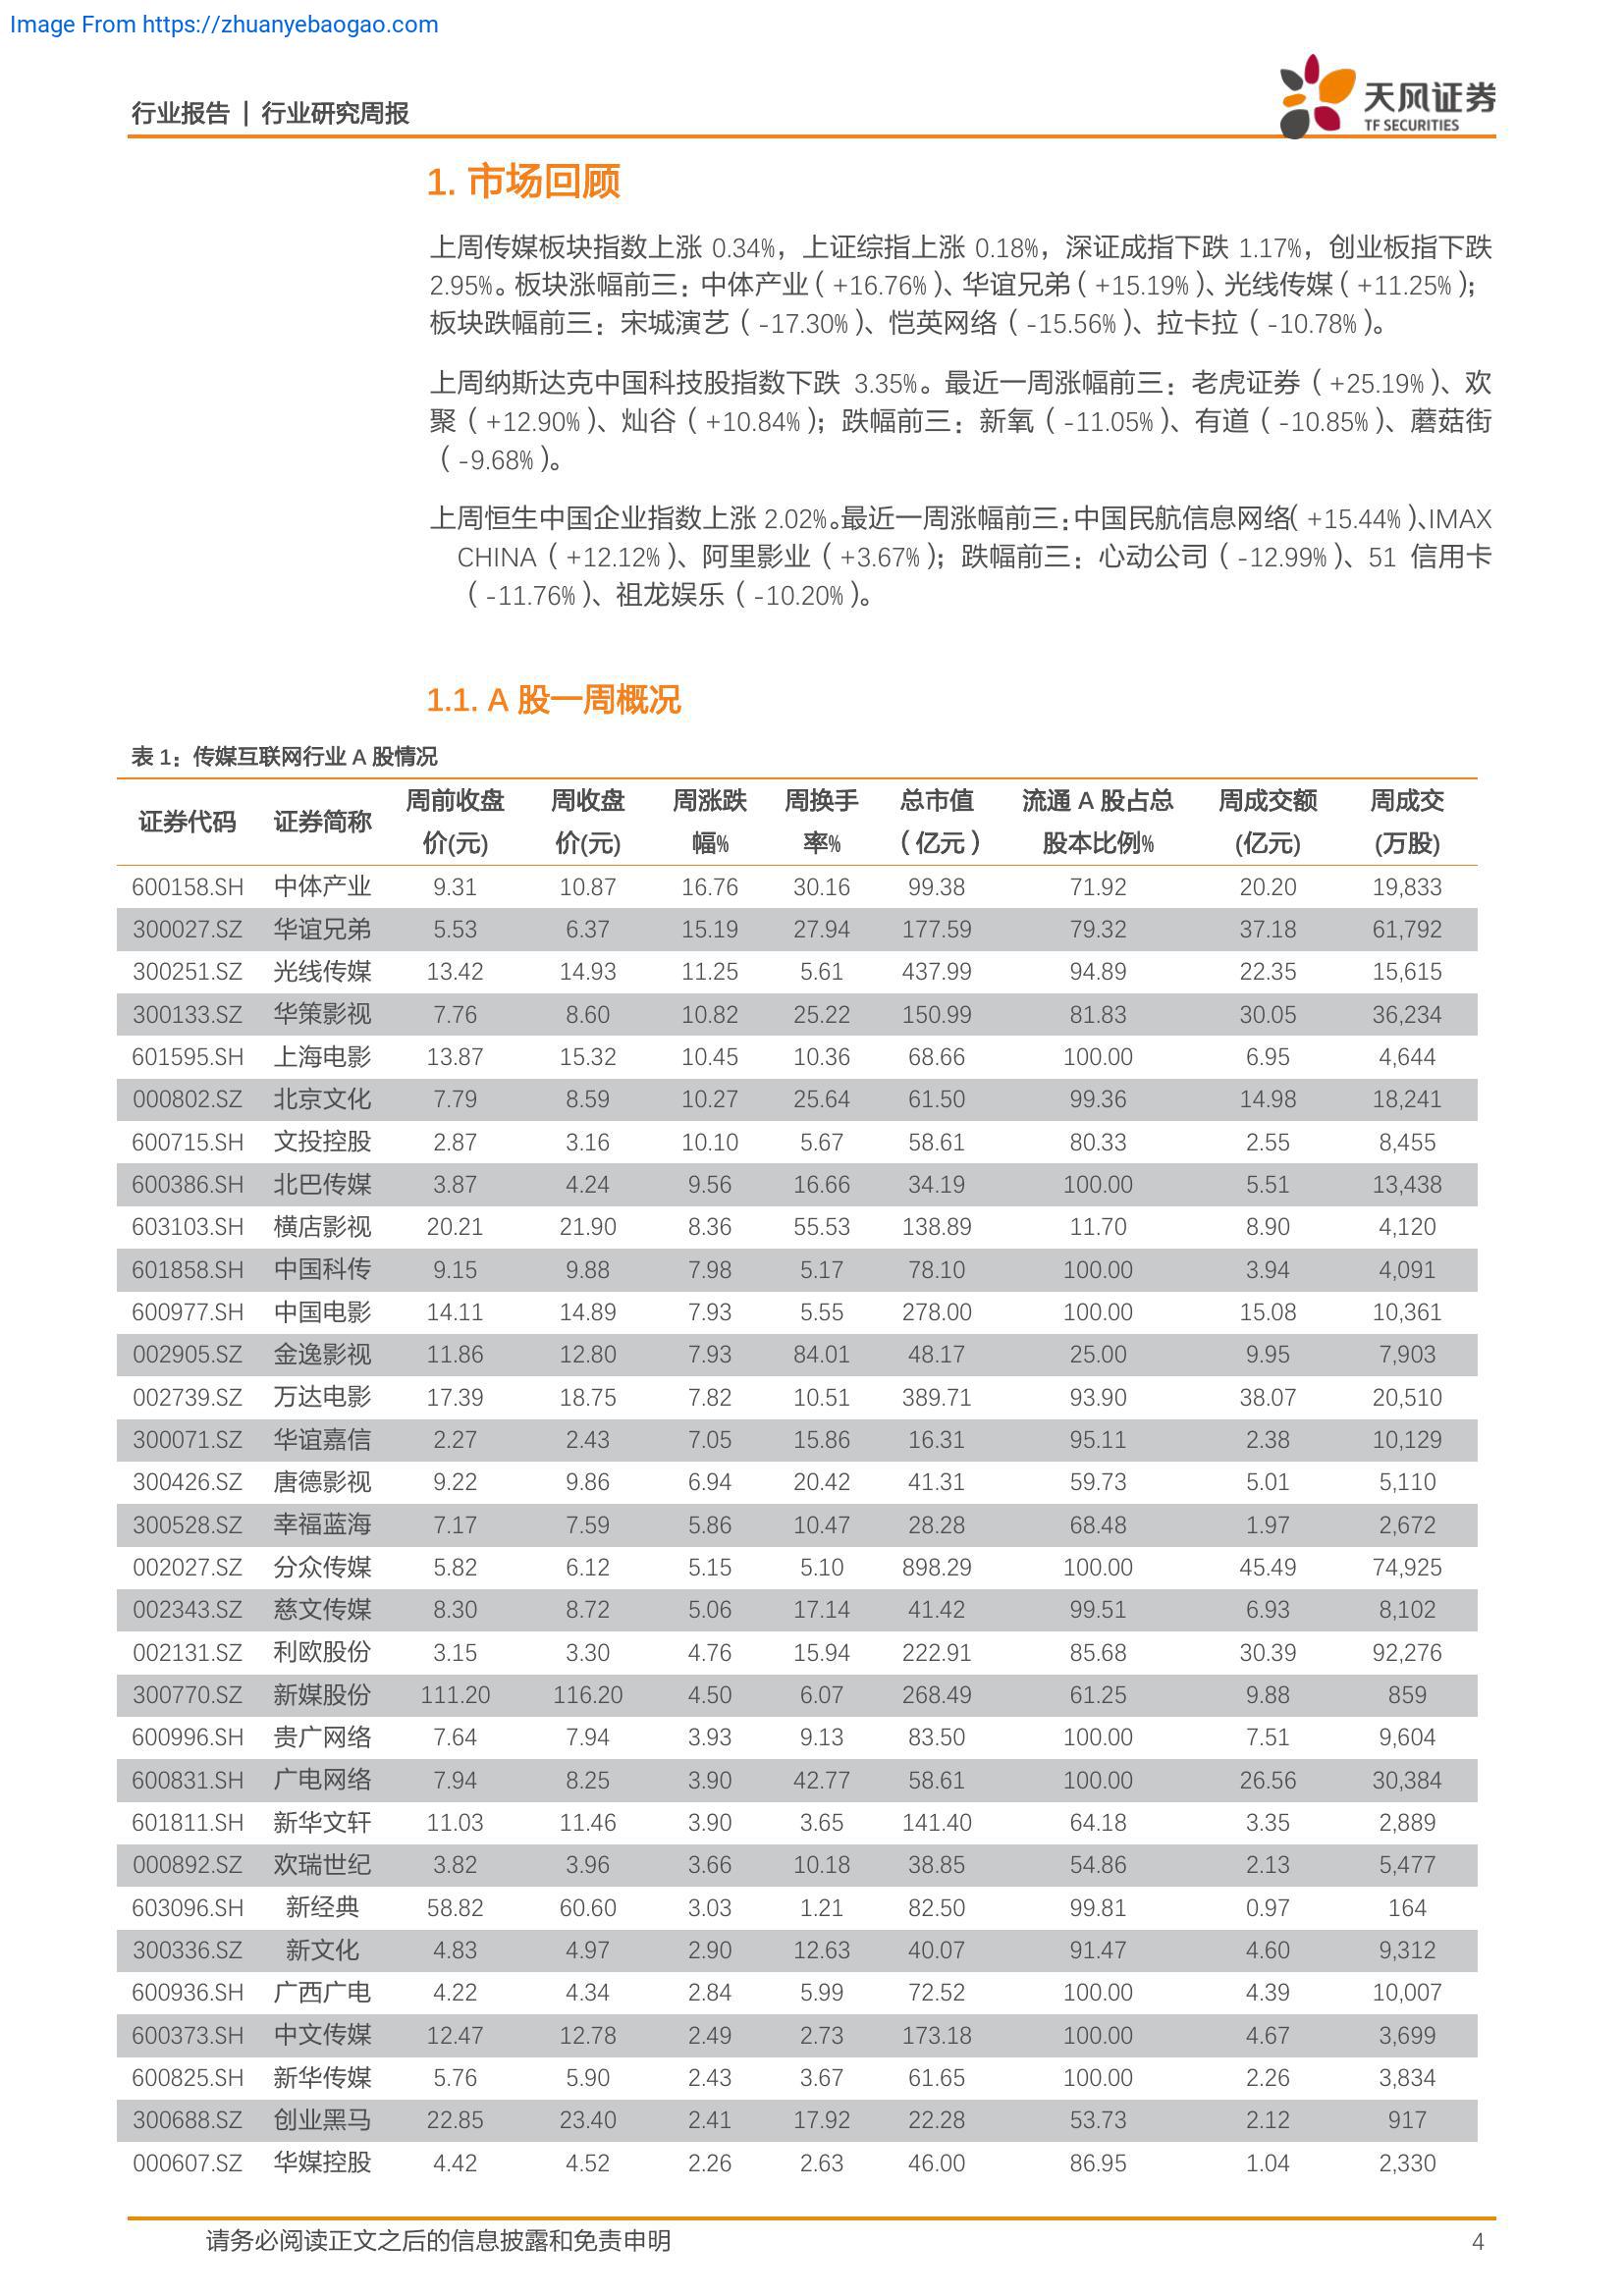 Image From https://zhuanyebaogao.com
行业报告 | 行业研究周报
天风证券
TF SECURITIES
1. 市场回顾
上周传媒板块指数上涨 0.34%，上证综指上涨 0.18%，深证成指下跌 1.17%，创业板指下跌
2.95%。板块涨幅前三：中体产业（+16.76%）、华谊兄弟（+15.19%）、光线传媒（+11.25%）；
板块跌幅前三：宋城演艺（-17.30%）、恺英网络（-15.56%）、拉卡拉（-10.78%）。
上周纳斯达克中国科技股指数下跌 3.35%。最近一周涨幅前三：老虎证券（+25.19%）、欢
聚（+12.90%）、灿谷（+10.84%）；跌幅前三：新氧（-11.05%）、有道（-10.85%）、蘑菇街
（-9.68%）。
上周恒生中国企业指数上涨 2.02%。最近一周涨幅前三：中国民航信息网络（+15.44%）、IMAX
CHINA（+12.12%）、阿里影业（+3.67%）；跌幅前三：心动公司（-12.99%）、51 信用卡
（-11.76%）、祖龙娱乐（-10.20%）。
1.1. A 股一周概况
表 1：传媒互联网行业 A 股情况
证券代码 证券简称 周前收盘价(元) 周收盘价(元) 周涨跌幅% 周换手率% 总市值（亿元） 流通 A 股占总股本比例% 周成交额(亿元) 周成交(万股)
600158.SH 中体产业 9.31 10.87 16.76 30.16 99.38 71.92 20.20 19,833
300027.SZ 华谊兄弟 5.53 6.37 15.19 27.94 177.59 79.32 37.18 61,792
300251.SZ 光线传媒 13.42 14.93 11.25 5.61 437.99 94.89 22.35 15,615
300133.SZ 华策影视 7.76 8.60 10.82 25.22 150.99 81.83 30.05 36,234
601595.SH 上海电影 13.87 15.32 10.45 10.36 68.66 100.00 6.95 4,644
000802.SZ 北京文化 7.79 8.59 10.27 25.64 61.50 99.36 14.98 18,241
600715.SH 文投控股 2.87 3.16 10.10 5.67 58.61 80.33 2.55 8,455
600386.SH 北巴传媒 3.87 4.24 9.56 16.66 34.19 100.00 5.51 13,438
603103.SH 横店影视 20.21 21.90 8.36 55.53 138.89 11.70 8.90 4,120
601858.SH 中国科传 9.15 9.88 7.98 5.17 78.10 100.00 3.94 4,091
600977.SH 中国电影 14.11 14.89 7.93 5.55 278.00 100.00 15.08 10,361
002905.SZ 金逸影视 11.86 12.80 7.93 84.01 48.17 25.00 9.95 7,903
002739.SZ 万达电影 17.39 18.75 7.82 10.51 389.71 93.90 38.07 20,510
300071.SZ 华谊嘉信 2.27 2.43 7.05 15.86 16.31 95.11 2.38 10,129
300426.SZ 唐德影视 9.22 9.86 6.94 20.42 41.31 59.73 5.01 5,110
300528.SZ 幸福蓝海 7.17 7.59 5.86 10.47 28.28 68.48 1.97 2,672
002027.SZ 分众传媒 5.82 6.12 5.15 5.10 898.29 100.00 45.49 74,925
002343.SZ 慈文传媒 8.30 8.72 5.06 17.14 41.42 99.51 6.93 8,102
002131.SZ 利欧股份 3.15 3.30 4.76 15.94 222.91 85.68 30.39 92,276
300770.SZ 新媒股份 111.20 116.20 4.50 6.07 268.49 61.25 9.88 859
600996.SH 贵广网络 7.64 7.94 3.93 9.13 83.50 100.00 7.51 9,604
600831.SH 广电网络 7.94 8.25 3.90 42.77 58.61 100.00 26.56 30,384
601811.SH 新华文轩 11.03 11.46 3.90 3.65 141.40 64.18 3.35 2,889
000892.SZ 欢瑞世纪 3.82 3.96 3.66 10.18 38.85 54.86 2.13 5,477
603096.SH 新经典 58.82 60.60 3.03 1.21 82.50 99.81 0.97 164
300336.SZ 新文化 4.83 4.97 2.90 12.63 40.07 91.47 4.60 9,312
600936.SH 广西广电 4.22 4.34 2.84 5.99 72.52 100.00 4.39 10,007
600373.SH 中文传媒 12.47 12.78 2.49 2.73 173.18 100.00 4.67 3,699
600825.SH 新华传媒 5.76 5.90 2.43 3.67 61.65 100.00 2.26 3,834
300688.SZ 创业黑马 22.85 23.40 2.41 17.92 22.28 53.73 2.12 917
000607.SZ 华媒控股 4.42 4.52 2.26 2.63 46.00 86.95 1.04 2,330
请务必阅读正文之后的信息披露和免责申明 4